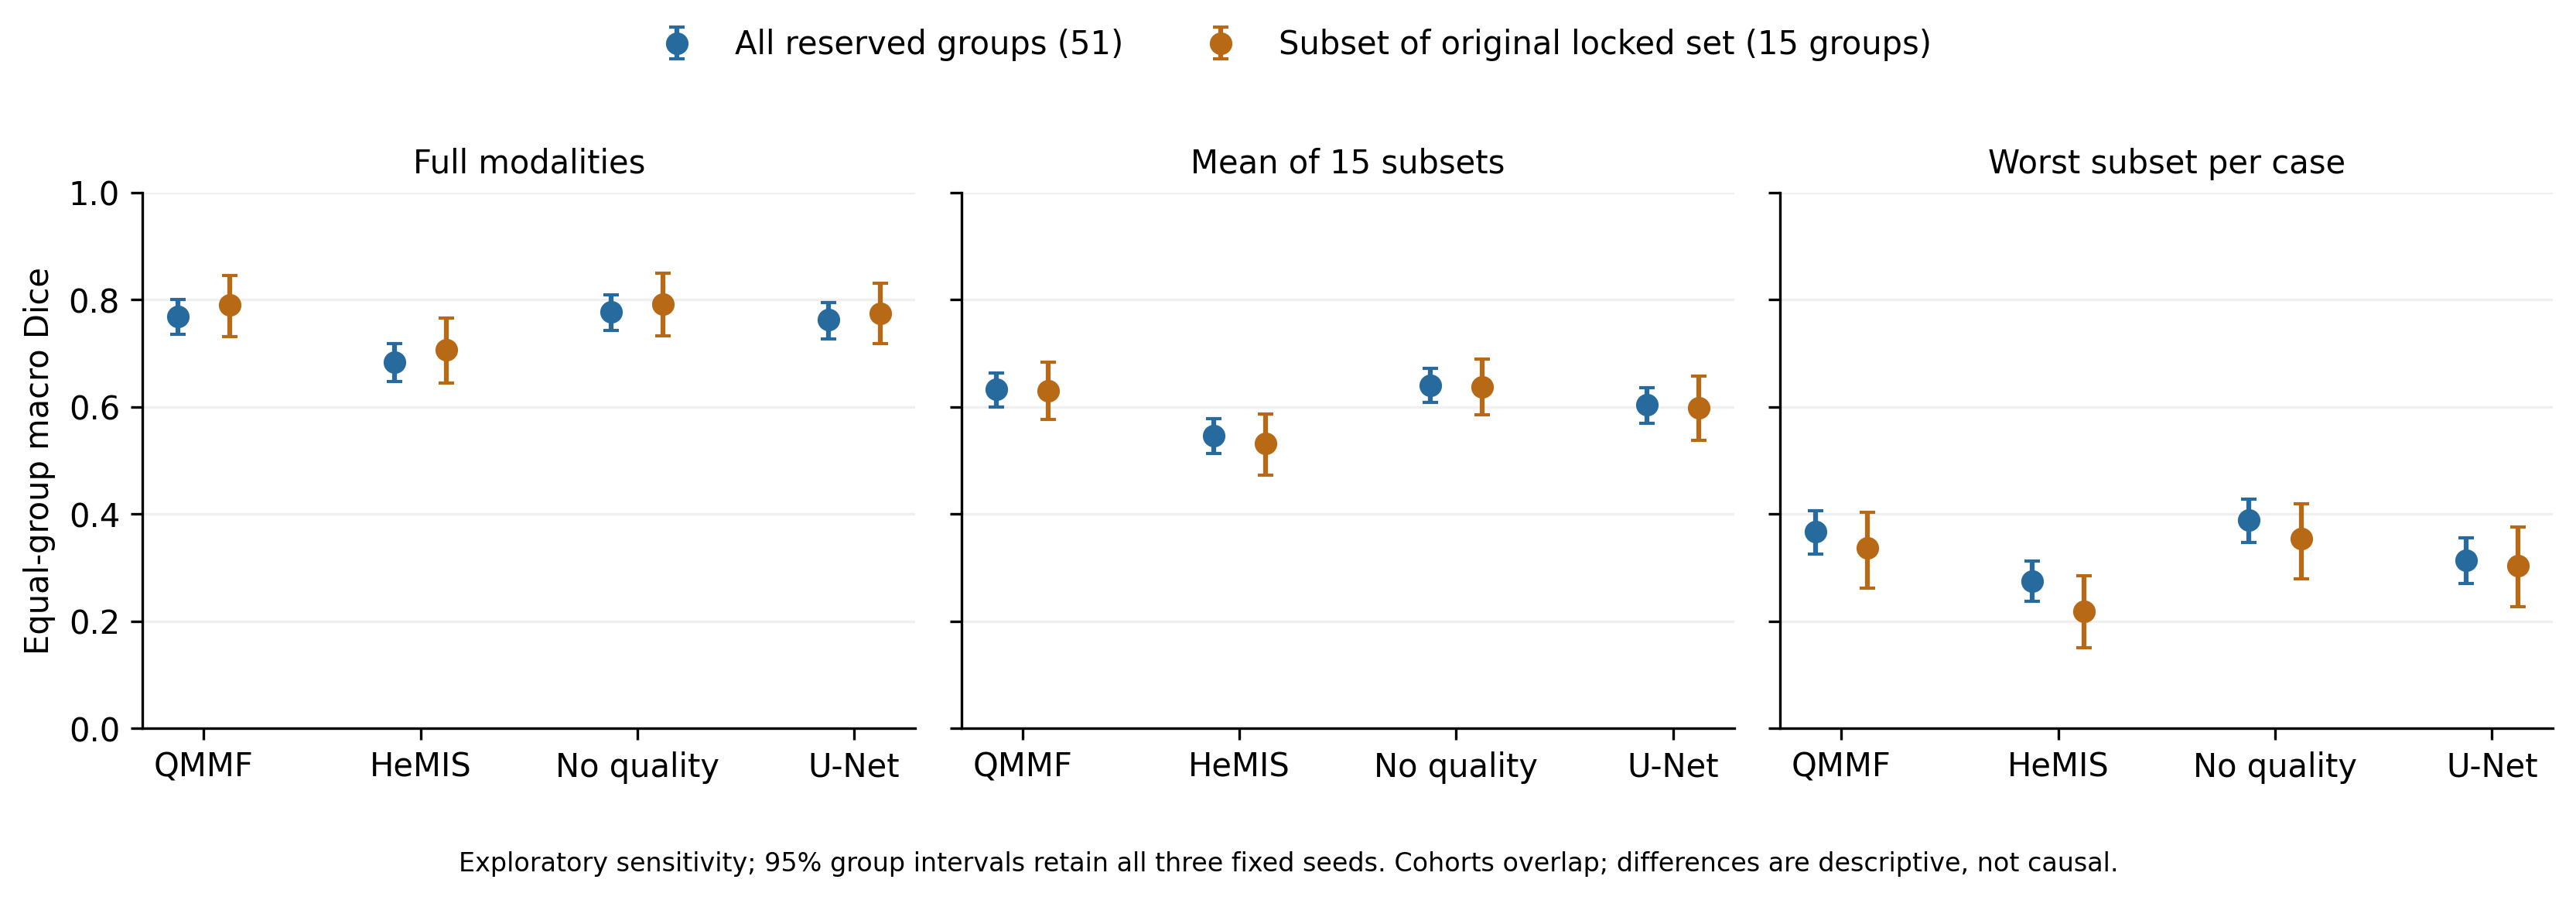 All reserved groups (51)
Subset of original locked set (15 groups)
Full modalities
Mean of 15 subsets
Worst subset per case
Equal-group macro Dice
1.0
0.8
0.6
0.4
0.2
0.0
QMMF
HeMIS
No quality
U-Net
QMMF
HeMIS
No quality
U-Net
QMMF
HeMIS
No quality
U-Net
Exploratory sensitivity; 95% group intervals retain all three fixed seeds. Cohorts overlap; differences are descriptive, not causal.